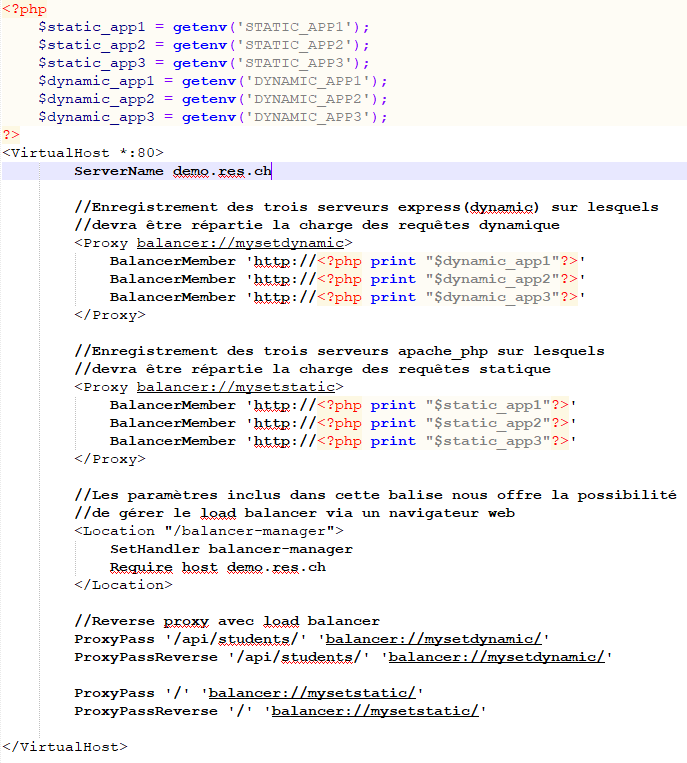 <?php
$static_app1 = getenv('STATIC_APP1');
$static_app2 = getenv('STATIC_APP2');
$static_app3 = getenv('STATIC_APP3');
$dynamic_app1 = getenv('DYNAMIC_APP1');
$dynamic_app2 = getenv('DYNAMIC_APP2');
$dynamic_app3 = getenv('DYNAMIC_APP3');
?>
<VirtualHost *:80>
ServerName demo.res.ch
//Enregistrement des trois serveurs express(dynamic) sur lesquels
//devra être répartie la charge des requêtes dynamique
<Proxy balancer://mysetdynamic>
BalancerMember 'http://<?php print "$dynamic_app1"?>'
BalancerMember 'http://<?php print "$dynamic_app2"?>'
BalancerMember 'http://<?php print "$dynamic_app3"?>'
</Proxy>
//Enregistrement des trois serveurs apache_php sur lesquels
//devra être répartie la charge des requêtes statique
<Proxy balancer://mysetstatic>
BalancerMember 'http://<?php print "$static_app1"?>'
BalancerMember 'http://<?php print "$static_app2"?>'
BalancerMember 'http://<?php print "$static_app3"?>'
</Proxy>
//Les paramètres inclus dans cette balise nous offre la possibilité
//de gérer le load balancer via un navigateur web
<Location "/balancer-manager">
SetHandler balancer-manager
Require host demo.res.ch
</Location>
//Reverse proxy avec load balancer
ProxyPass '/api/students/' 'balancer://mysetdynamic/'
ProxyPassReverse '/api/students/' 'balancer://mysetdynamic/'
ProxyPass '/' 'balancer://mysetstatic/'
ProxyPassReverse '/' 'balancer://mysetstatic/'
</VirtualHost>